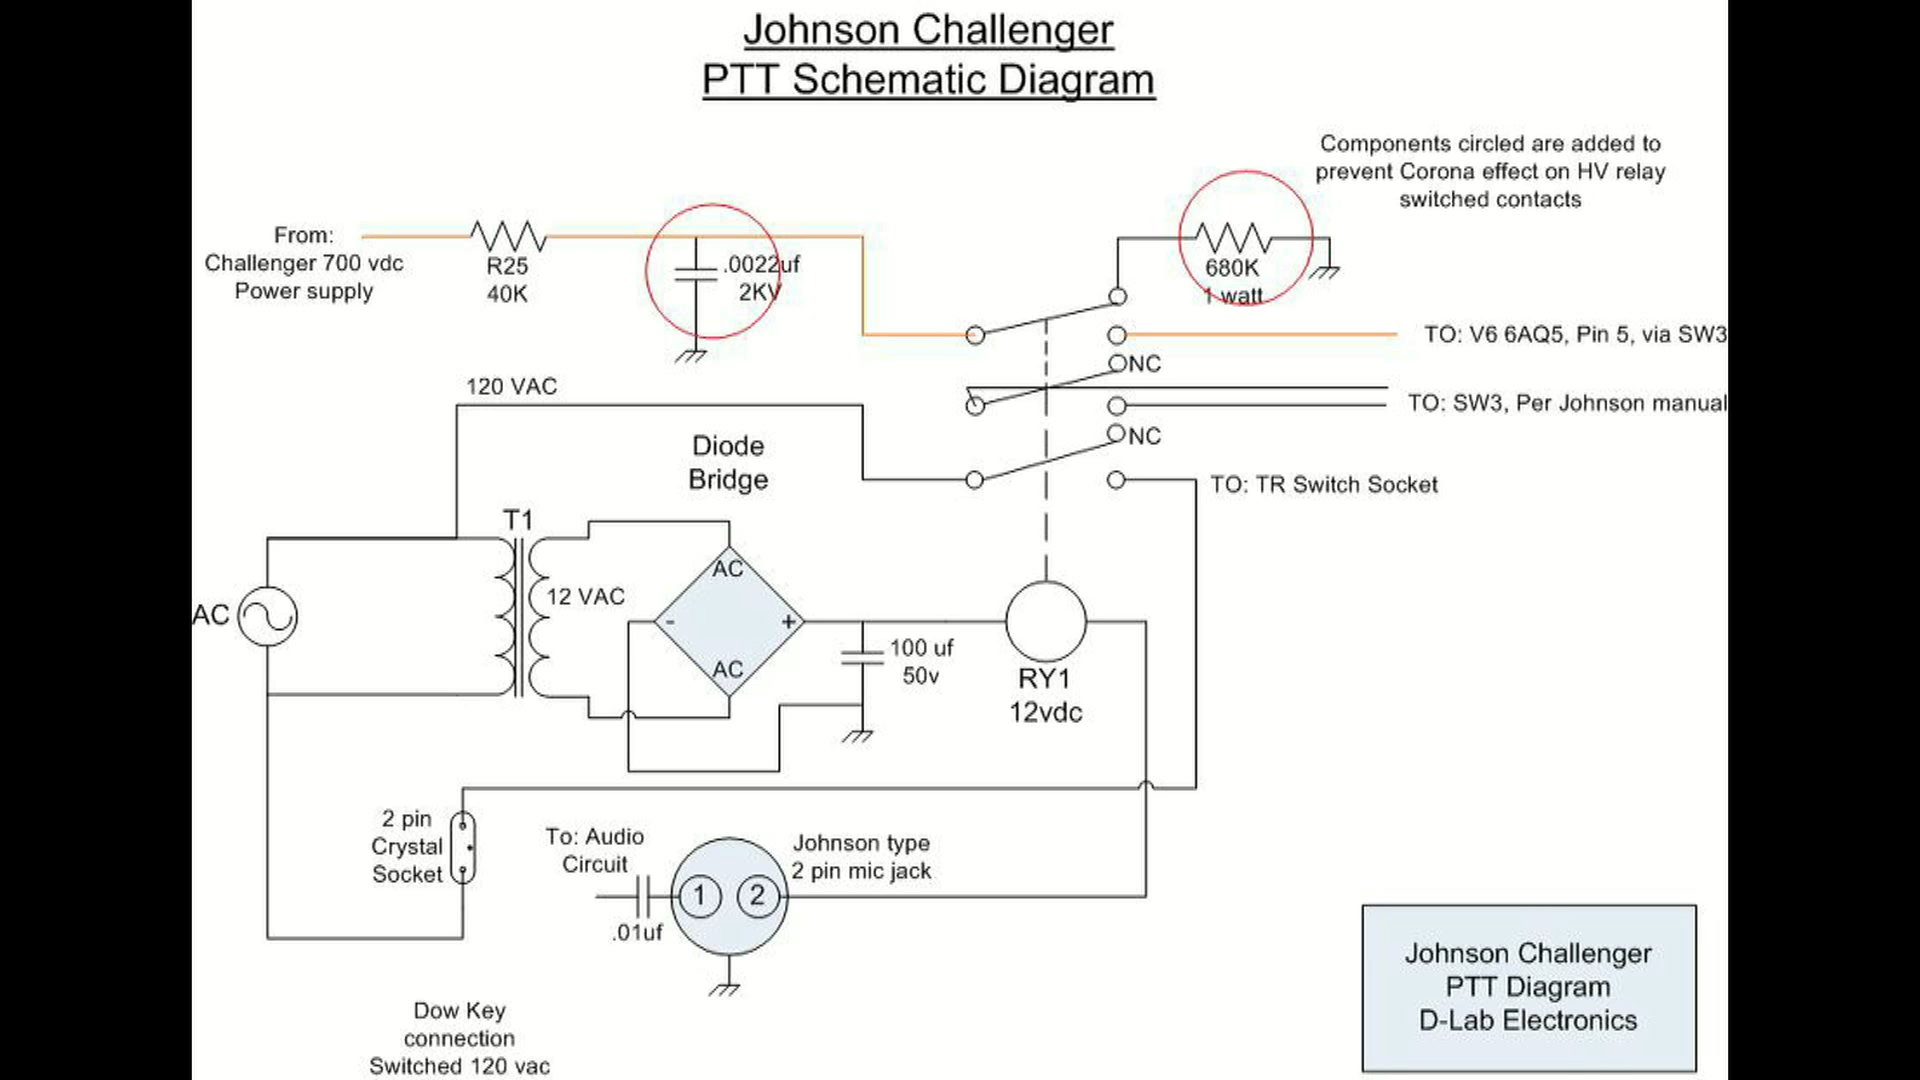 Johnson Challenger
PTT Schematic Diagram
Components circled are added to
prevent Corona effect on HV relay
switched contacts
From:
Challenger 700 vdc
Power supply
R25
40K
.0022uf
2KV
680K
1 watt
TO: V6 6AQ5, Pin 5, via SW3
NC
120 VAC
TO: SW3, Per Johnson manual
NC
Diode
Bridge
TO: TR Switch Socket
T1
AC
12 VAC
AC
-
+
AC
100 uf
50v
RY1
12vdc
2 pin
Crystal
Socket
To: Audio
Circuit
.01uf
1
2
Johnson type
2 pin mic jack
Dow Key
connection
Switched 120 vac
Johnson Challenger
PTT Diagram
D-Lab Electronics